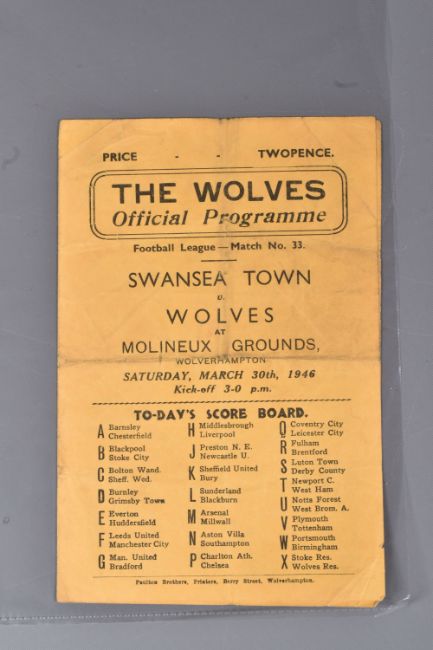 PRICE - - TWOPENCE.
THE WOLVES
Official Programme
Football League — Match No. 33.
SWANSEA TOWN
v.
WOLVES
AT
MOLINEUX GROUNDS,
WOLVERHAMPTON
SATURDAY, MARCH 30th, 1946
Kick-off 3-0 p.m.
TO-DAY'S SCORE BOARD.
A Barnsley
Chesterfield
B Blackpool
Stoke City
C Bolton Wand.
Sheff. Wed.
D Burnley
Grimsby Town
E Everton
Huddersfield
F Leeds United
Manchester City
G Man. United
Bradford
H Middlesbrough
Liverpool
J Preston N. E.
Newcastle U.
K Sheffield United
Bury
L Sunderland
Blackburn
M Arsenal
Millwall
N Aston Villa
Southampton
P Charlton Ath.
Chelsea
Q Coventry City
Leicester City
R Fulham
Brentford
S Luton Town
Derby County
T Newport C.
West Ham
U Notts Forest
West Brom. A.
V Plymouth
Tottenham
W Portsmouth
Birmingham
X Stoke Res.
Wolves Res.
Paulton Brothers, Printers, Berry Street, Wolverhampton.